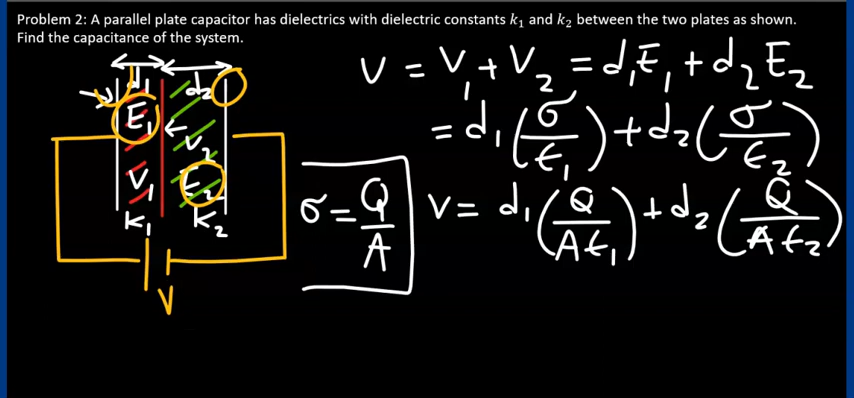 Problem 2: A parallel plate capacitor has dielectrics with dielectric constants k₁ and k₂ between the two plates as shown.
Find the capacitance of the system.
d₁ d₂
E₁
V₂
V₁ E₂
K₁ K₂
V
V = V₁ + V₂ = d₁E₁ + d₂E₂
= d₁(σ/ϵ₁) + d₂(σ/ϵ₂)
σ = Q/A
V = d₁(Q/Aϵ₁) + d₂(Q/Aϵ₂)